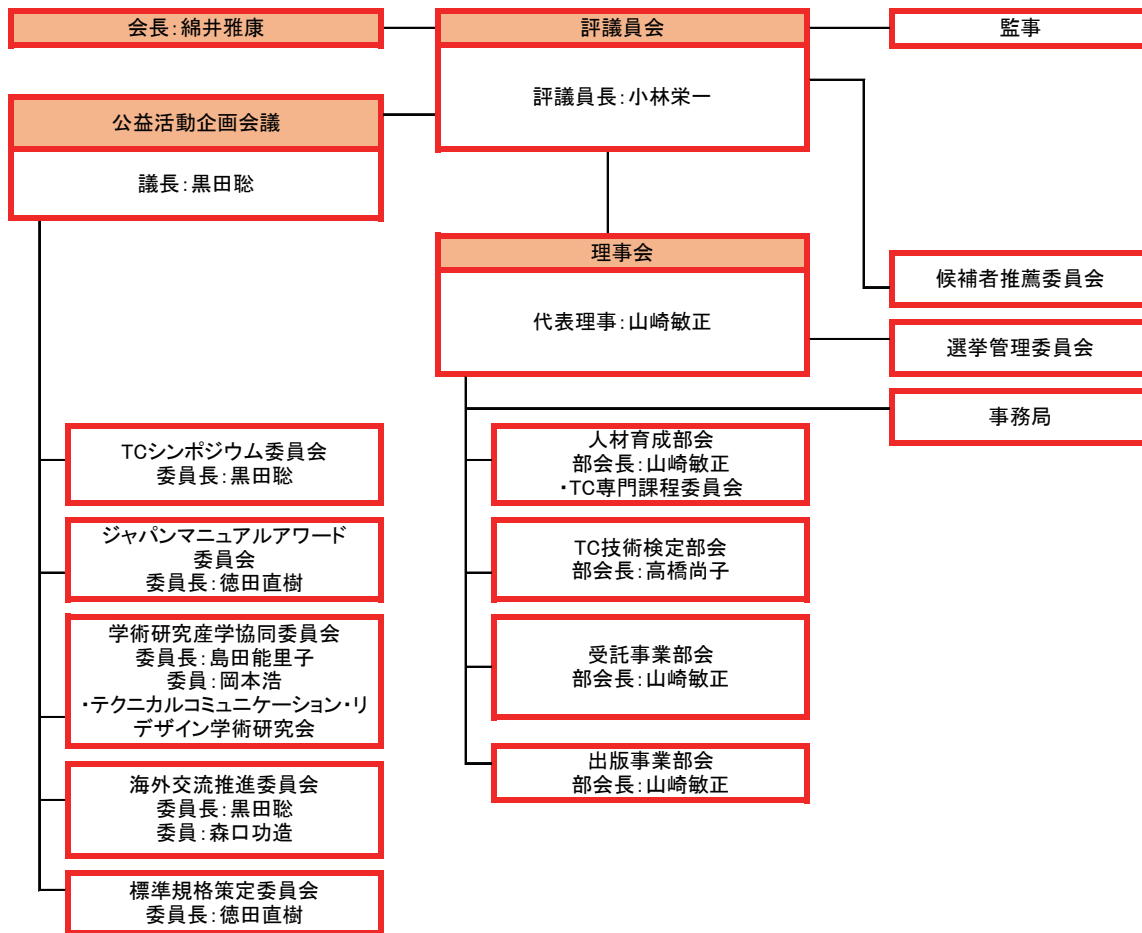 会長：綿井雅康
評議員会
監事
評議員長：小林栄一
公益活動企画会議
議長：黒田聡
理事会
代表理事：山崎敏正
候補者推薦委員会
選挙管理委員会
事務局
TCシンポジウム委員会
委員長：黒田聡
ジャパンマニュアルアワード
委員会
委員長：徳田直樹
学術研究産学協同委員会
委員長：島田能里子
委員：岡本浩
・テクニカルコミュニケーション・リ
デザイン学術研究会
海外交流推進委員会
委員長：黒田聡
委員：森口功造
標準規格策定委員会
委員長：徳田直樹
人材育成部会
部会長：山崎敏正
・TC専門課程委員会
TC技術検定部会
部会長：高橋尚子
受託事業部会
部会長：山崎敏正
出版事業部会
部会長：山崎敏正